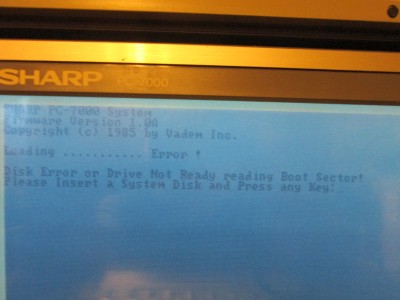 SHARP PC-7000
SHARP PC-7000 System
Firmware Version 1.0A
Copyright (c) 1985 by Vadem Inc.
Loading ........... Error !
Disk Error or Drive Not Ready reading Boot Sector!
Please Insert a System Disk and Press any Key: